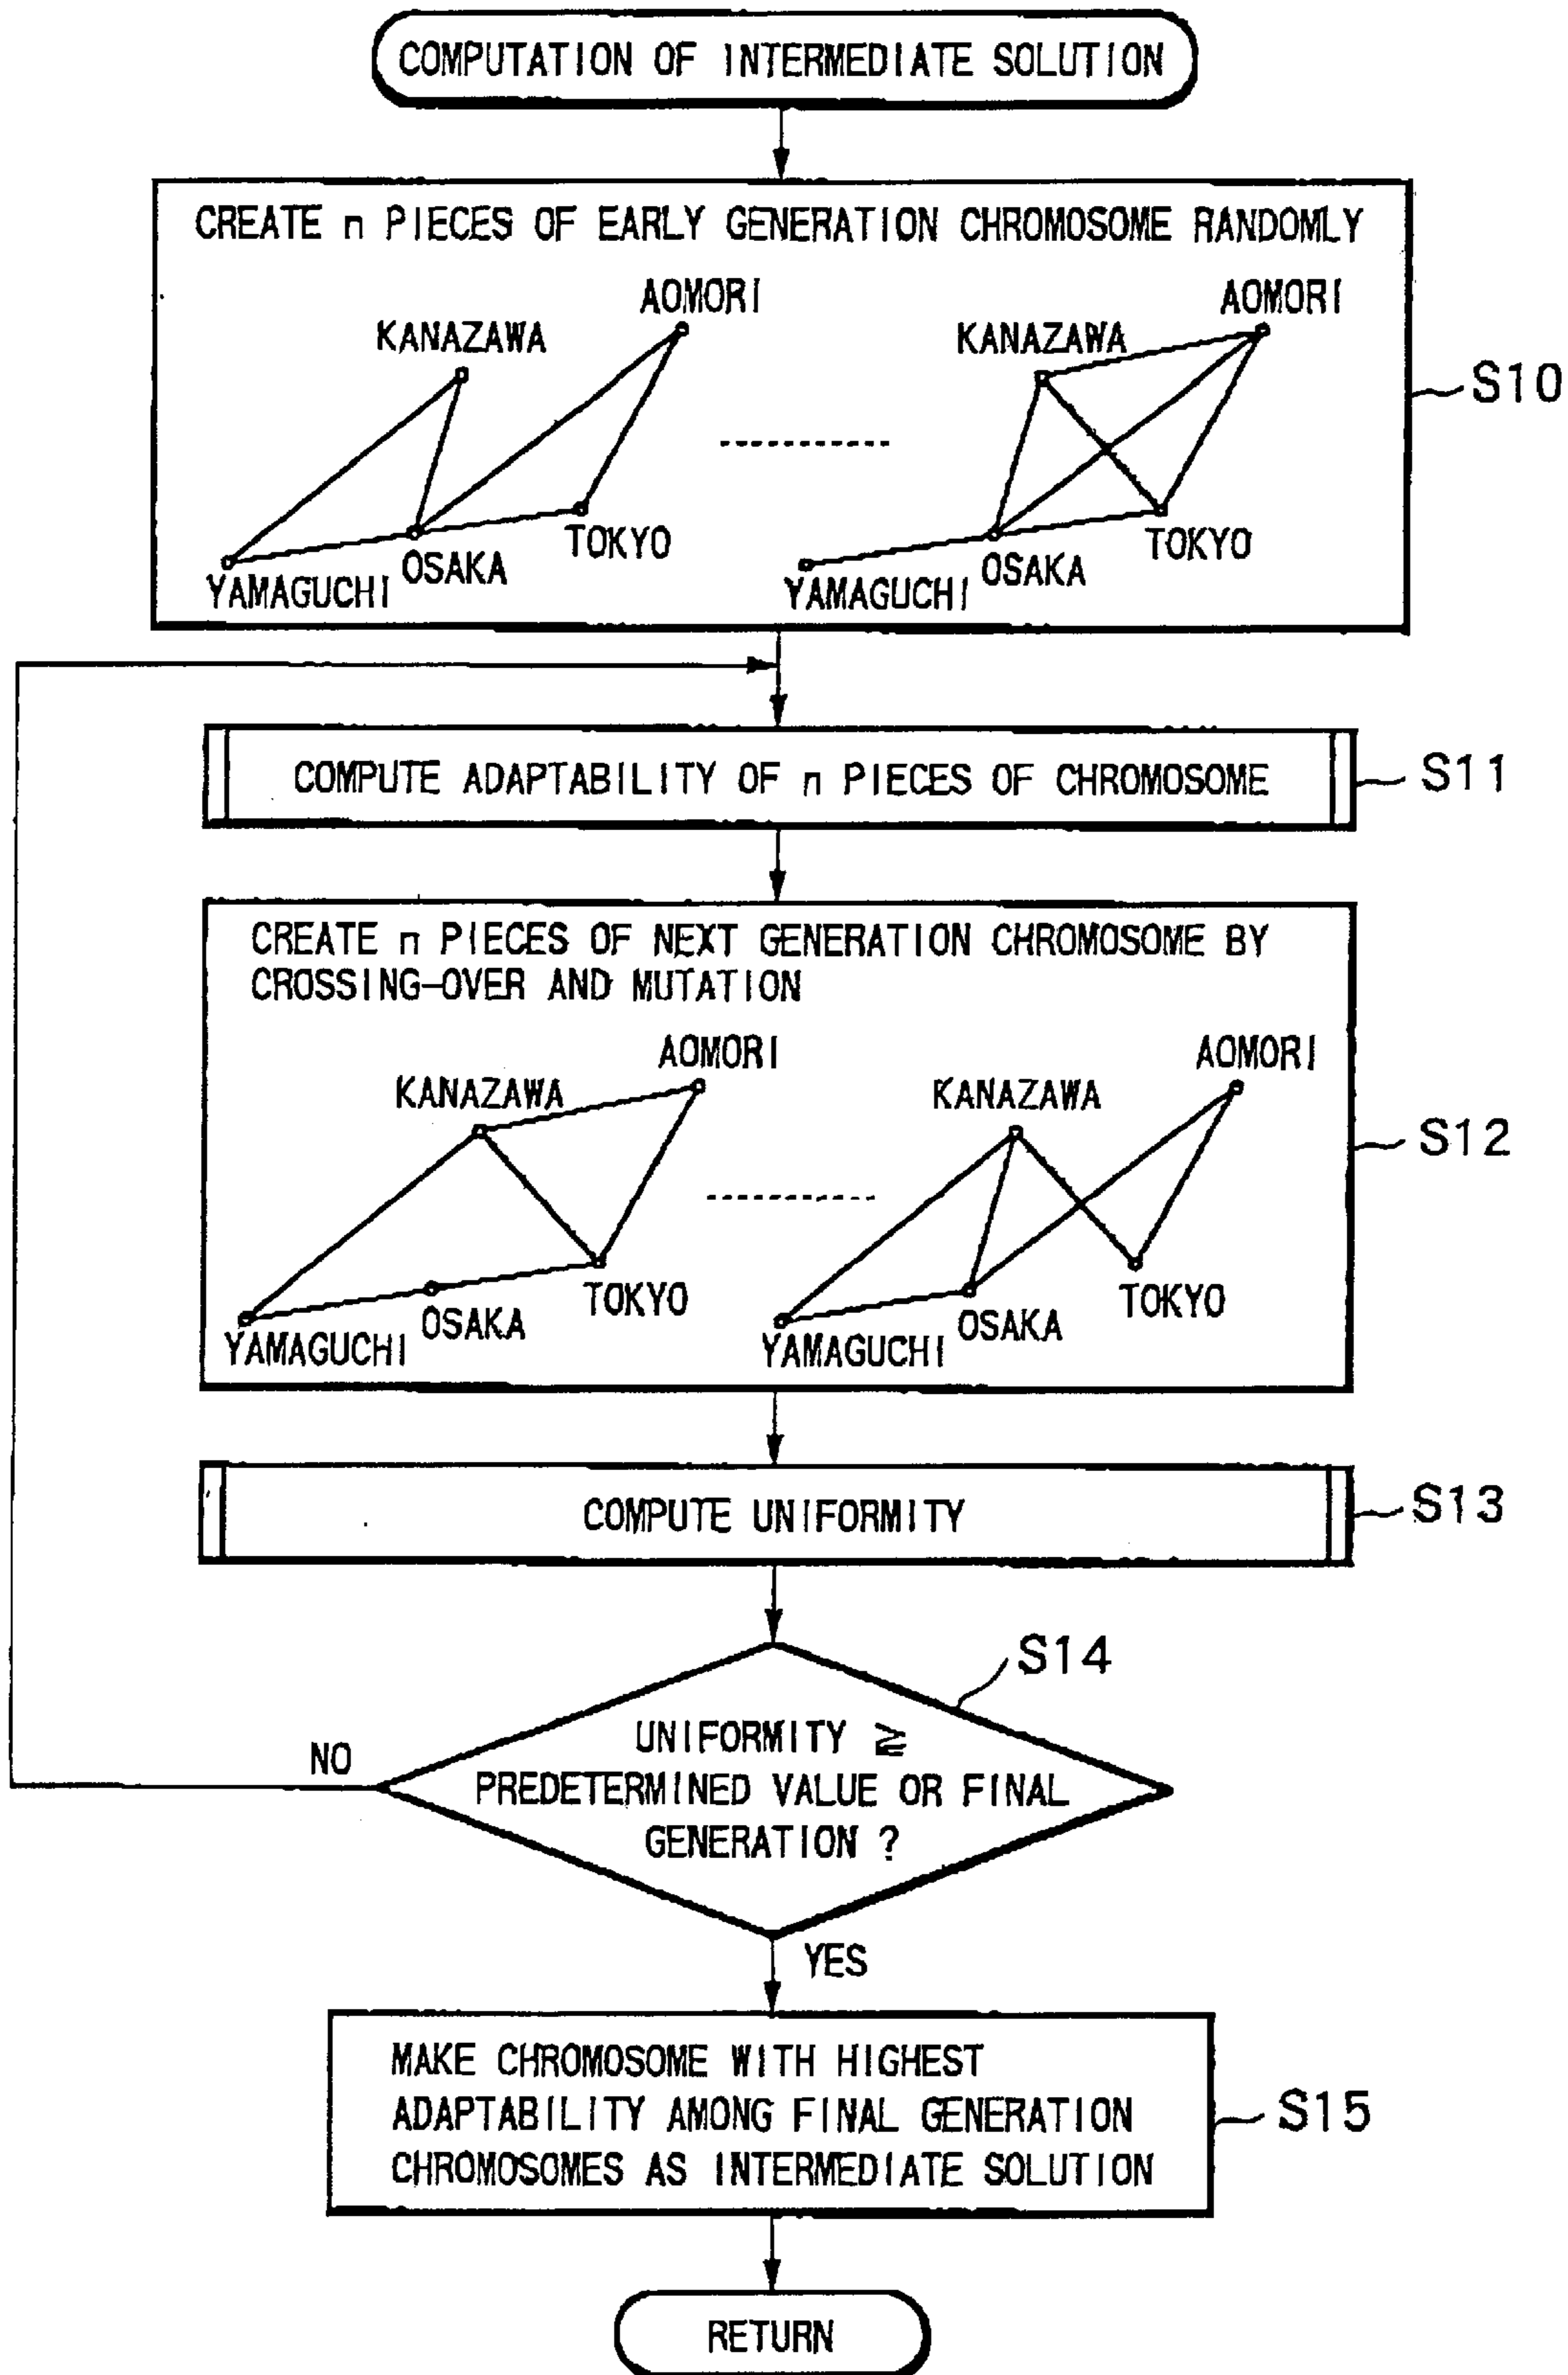 COMPUTATION OF INTERMEDIATE SOLUTION
CREATE n PIECES OF EARLY GENERATION CHROMOSOME RANDOMLY
AOMORI
KANAZAWA
TOKYO
OSAKA
YAMAGUCHI
AOMORI
KANAZAWA
TOKYO
OSAKA
YAMAGUCHI
S10
COMPUTE ADAPTABILITY OF n PIECES OF CHROMOSOME
S11
CREATE n PIECES OF NEXT GENERATION CHROMOSOME BY
CROSSING-OVER AND MUTATION
AOMORI
KANAZAWA
TOKYO
OSAKA
YAMAGUCHI
AOMORI
KANAZAWA
TOKYO
OSAKA
YAMAGUCHI
S12
COMPUTE UNIFORMITY
S13
S14
UNIFORMITY ≧
PREDETERMINED VALUE OR FINAL
GENERATION ?
NO
YES
MAKE CHROMOSOME WITH HIGHEST
ADAPTABILITY AMONG FINAL GENERATION
CHROMOSOMES AS INTERMEDIATE SOLUTION
S15
RETURN